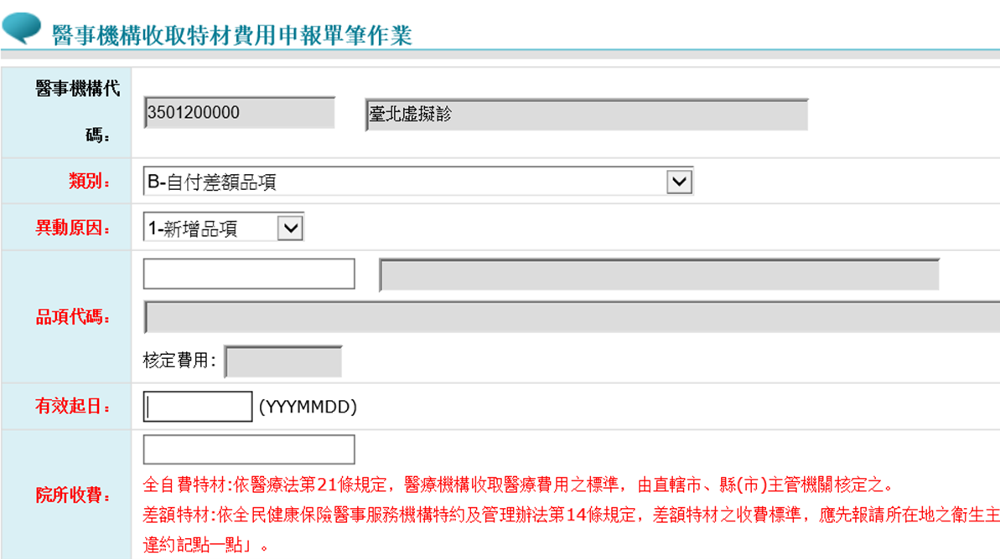 醫事機構收取特材費用申報單筆作業
醫事機構代
碼：
3501200000
臺北虛擬診
類別：
B-自付差額品項
異動原因：
1-新增品項
品項代碼：
核定費用：
有效起日：
(YYYMMDD)
院所收費：
全自費特材:依醫療法第21條規定，醫療機構收取醫療費用之標準，由直轄市、縣(市)主管機關核定之。
差額特材:依全民健康保險醫事服務機構特約及管理辦法第14條規定，差額特材之收費標準，應先報請所在地之衛生主
違約記點一點」。